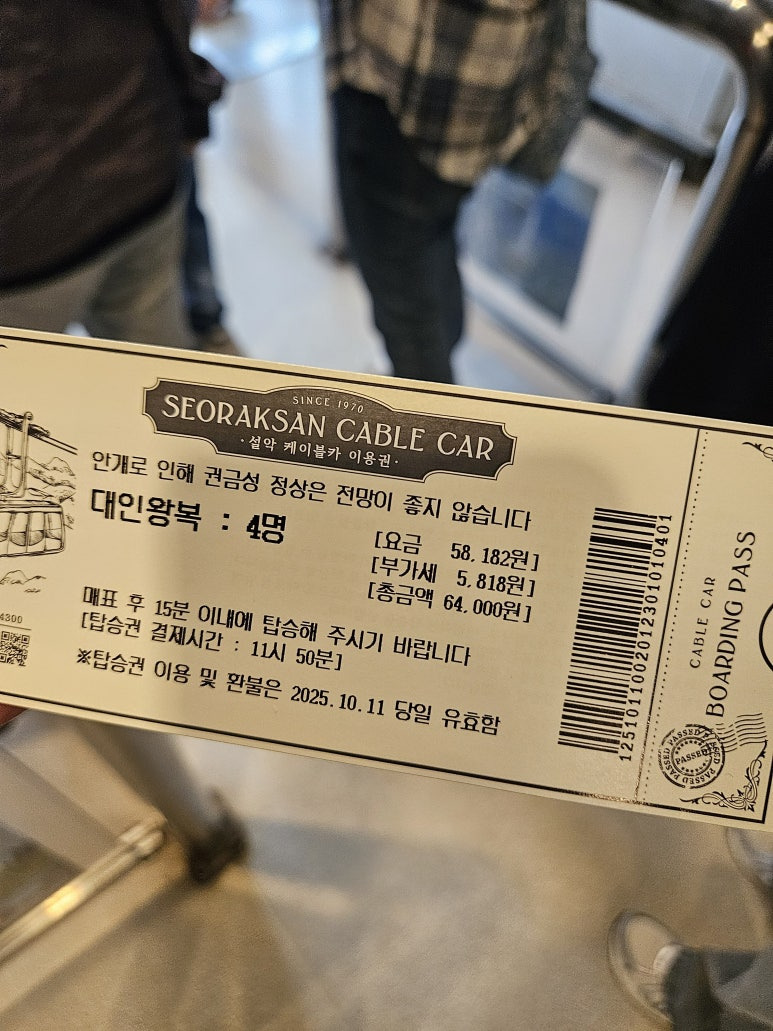 SINCE 1970
SEORAKSAN CABLE CAR
·설악 케이블카 이용권·
안개로 인해 권금성 정상은 전망이 좋지 않습니다
대인왕복 : 4명
[요금 58,182원]
[부가세 5,818원]
[총금액 64,000원]
매표 후 15분 이내에 탑승해 주시기 바랍니다
[탑승권 결제시간 : 11시 50분]
※탑승권 이용 및 환불은 2025.10.11 당일 유효함
4300
1251011002012301010401
CABLE CAR
BOARDING PASS
PASSED PASSED PASSED
PASSED